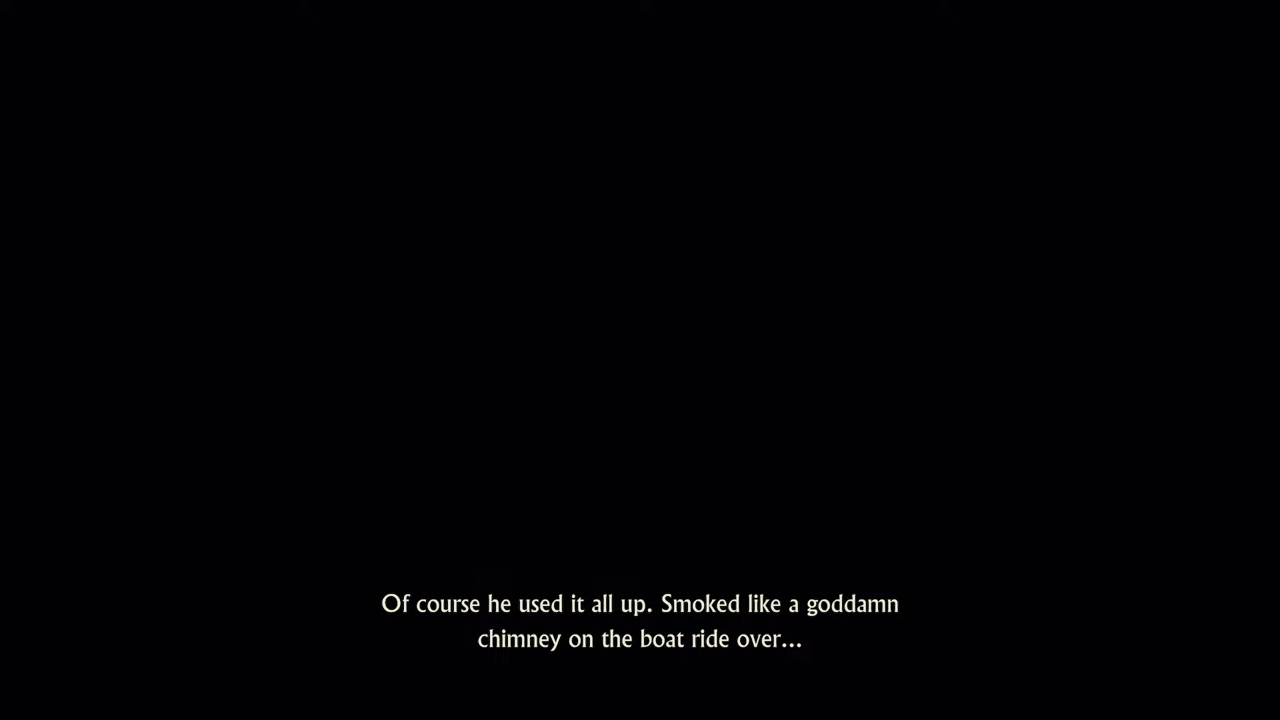 Of course he used it all up. Smoked like a goddamn
chimney on the boat ride over...